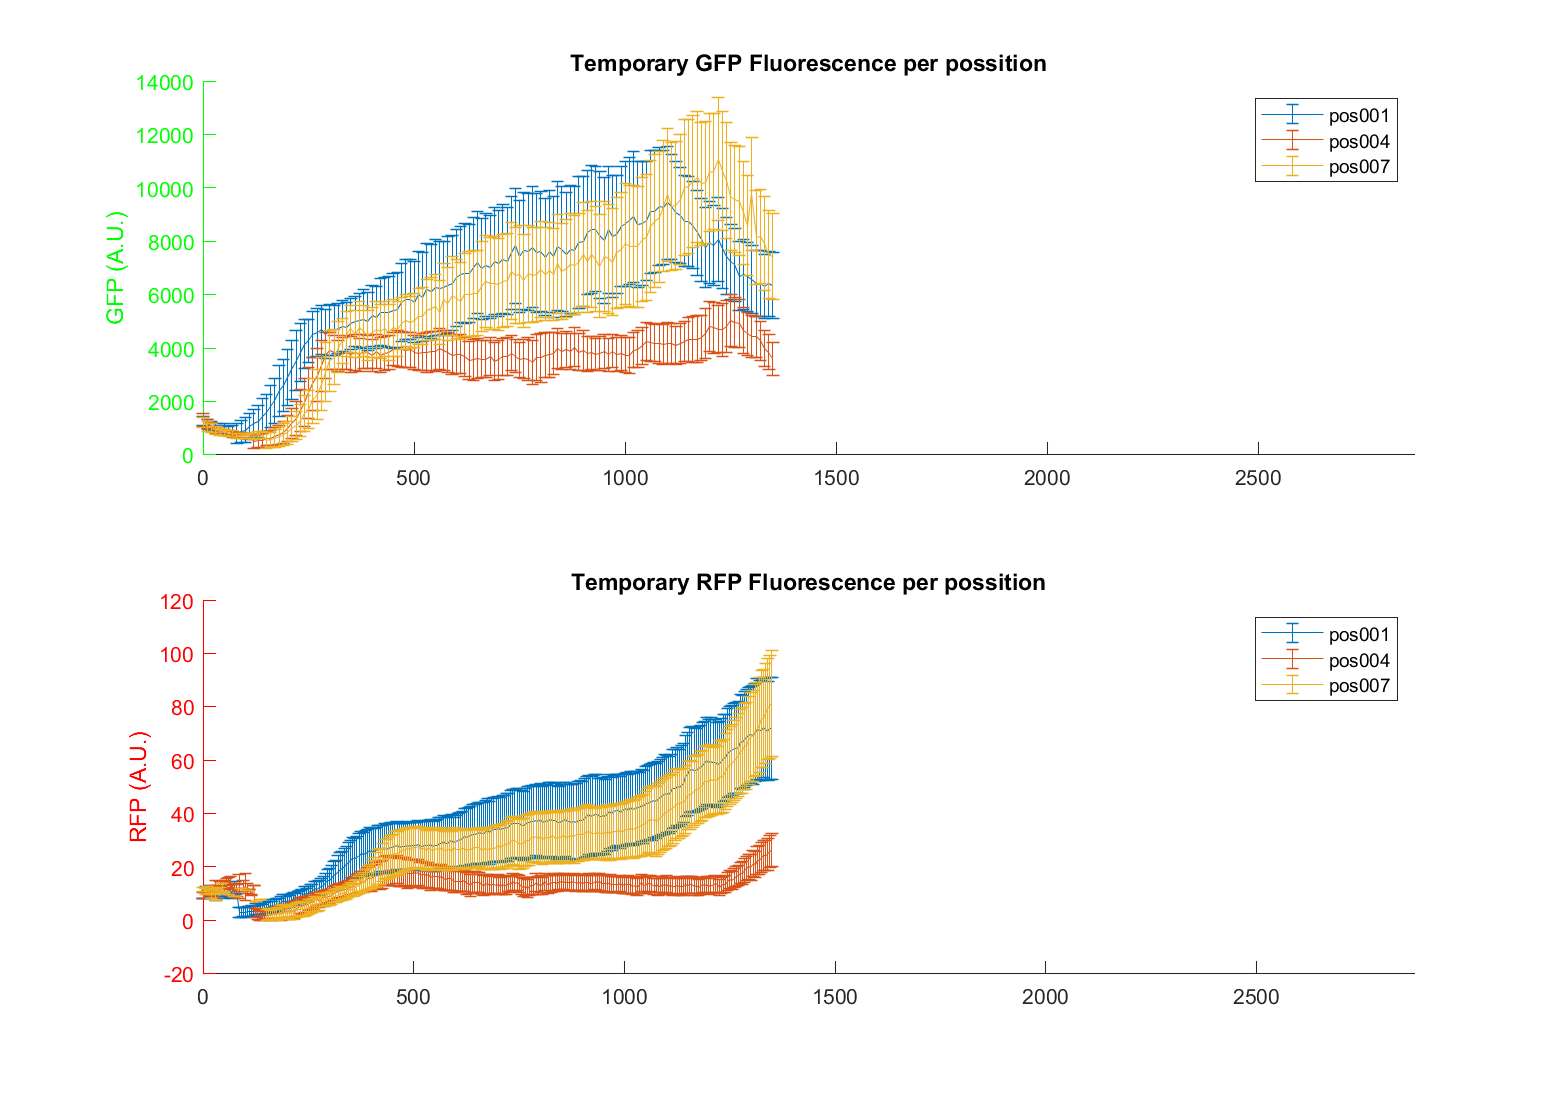 Temporary GFP Fluorescence per possition
14000
12000
10000
8000
6000
4000
2000
0
GFP (A.U.)
pos001
pos004
pos007
0 500 1000 1500 2000 2500
Temporary RFP Fluorescence per possition
120
100
80
60
40
20
0
-20
RFP (A.U.)
pos001
pos004
pos007
0 500 1000 1500 2000 2500